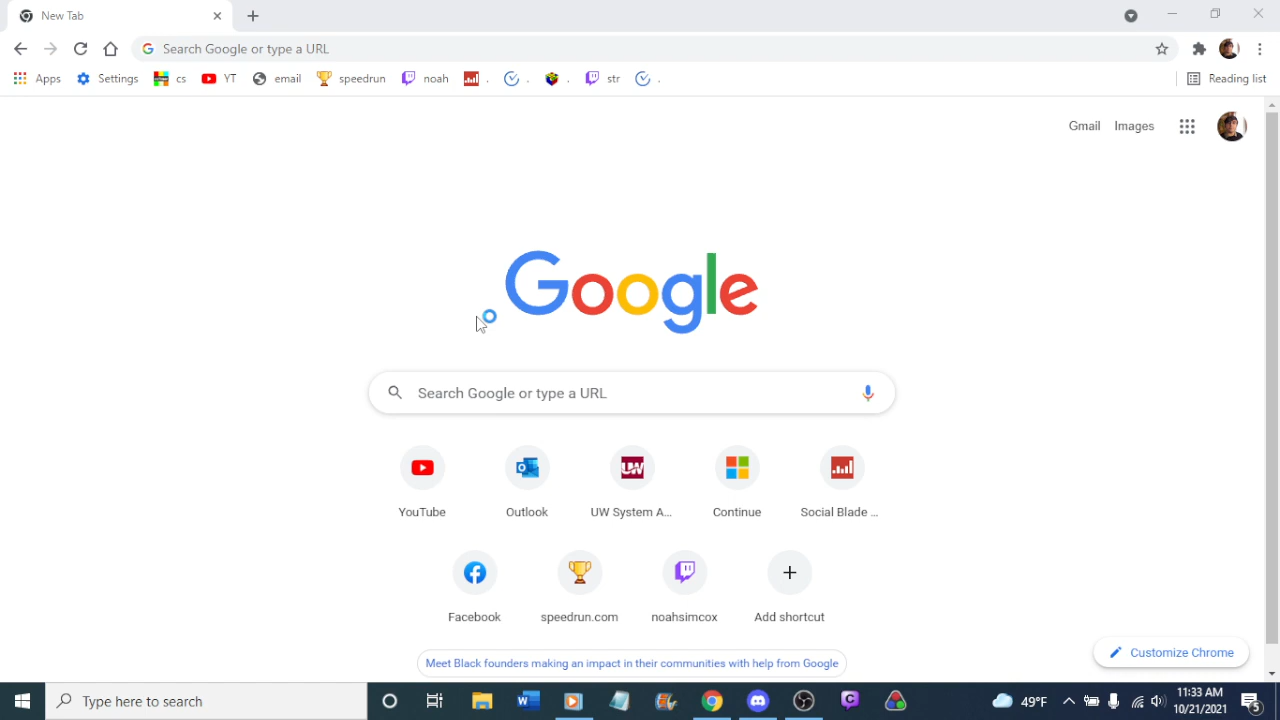 New Tab
Search Google or type a URL
Apps Settings cs YT email speedrun noah . . . str . Reading list
Gmail Images
Google
Search Google or type a URL
UW
YouTube Outlook UW System A... Continue Social Blade ...
Facebook speedrun.com noahsimcox Add shortcut
Meet Black founders making an impact in their communities with help from Google
Customize Chrome
Type here to search
49°F
11:33 AM
10/21/2021
5